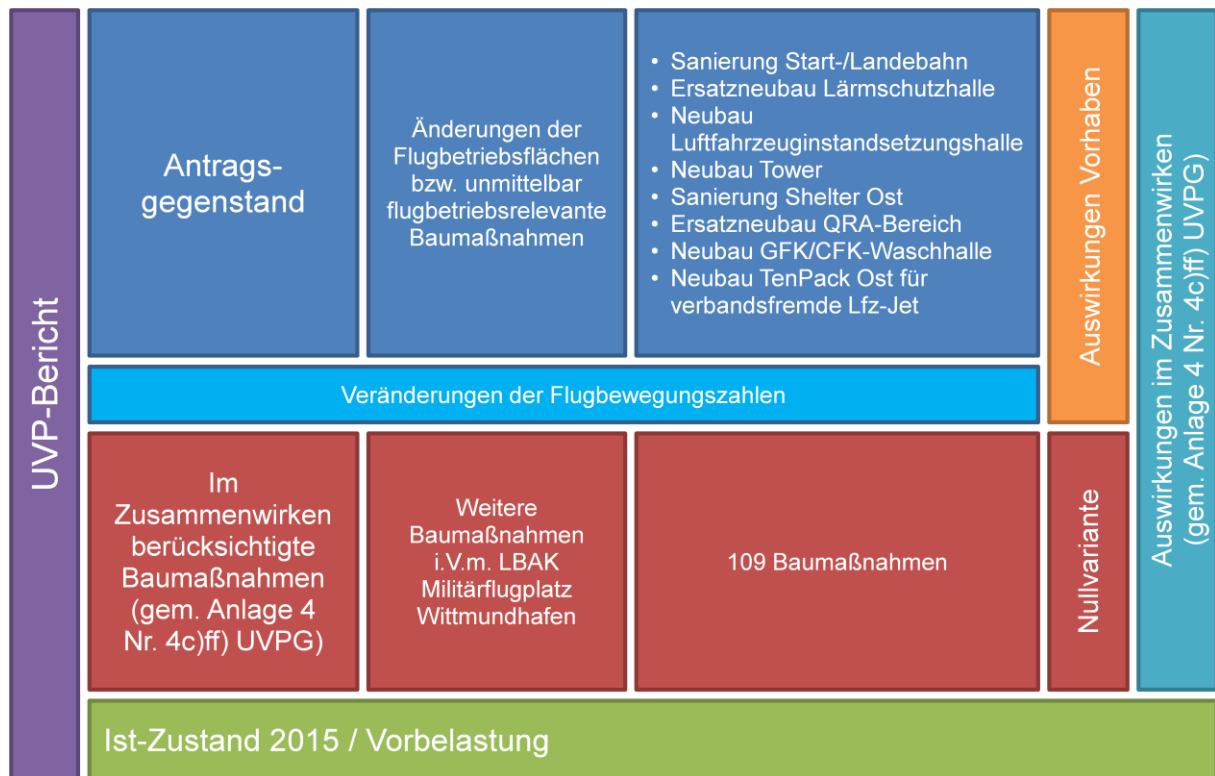 UVP-Bericht
Antrags-
gegenstand
Änderungen der
Flugbetriebsflächen
bzw. unmittelbar
flugbetriebsrelevante
Baumaßnahmen
• Sanierung Start-/Landebahn
• Ersatzneubau Lärmschutzhalle
• Neubau
Luftfahrzeuginstandsetzungshalle
• Neubau Tower
• Sanierung Shelter Ost
• Ersatzneubau QRA-Bereich
• Neubau GFK/CFK-Waschhalle
• Neubau TenPack Ost für
verbandsfremde Lfz-Jet
Auswirkungen Vorhaben
Auswirkungen im Zusammenwirken
(gem. Anlage 4 Nr. 4c)ff) UVPG)
Veränderungen der Flugbewegungszahlen
Im
Zusammenwirken
berücksichtigte
Baumaßnahmen
(gem. Anlage 4
Nr. 4c)ff) UVPG)
Weitere
Baumaßnahmen
i.V.m. LBAK
Militärflugplatz
Wittmundhafen
109 Baumaßnahmen
Nullvariante
Ist-Zustand 2015 / Vorbelastung